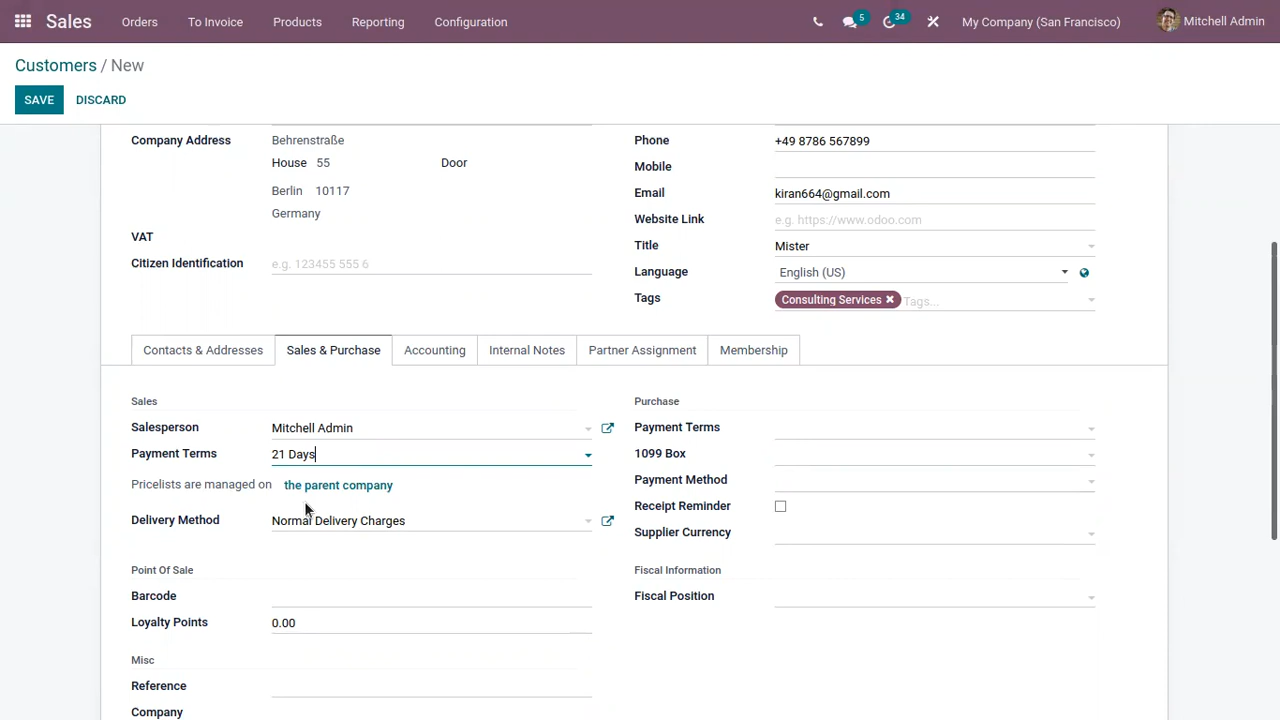 Sales Orders To Invoice Products Reporting Configuration 5 34 My Company (San Francisco) Mitchell Admin
Customers / New
SAVE DISCARD
Company Address Behrenstraße
House 55 Door
Berlin 10117
Germany
VAT
Citizen Identification e.g. 123455 555 6
Phone +49 8786 567899
Mobile
Email kiran664@gmail.com
Website Link e.g. https://www.odoo.com
Title Mister
Language English (US)
Tags Consulting Services ✖ Tags...
Contacts & Addresses Sales & Purchase Accounting Internal Notes Partner Assignment Membership
Sales
Salesperson Mitchell Admin
Payment Terms 21 Days
Pricelists are managed on the parent company
Delivery Method Normal Delivery Charges
Purchase
Payment Terms
1099 Box
Payment Method
Receipt Reminder
Supplier Currency
Point Of Sale
Barcode
Loyalty Points 0.00
Fiscal Information
Fiscal Position
Misc
Reference
Company